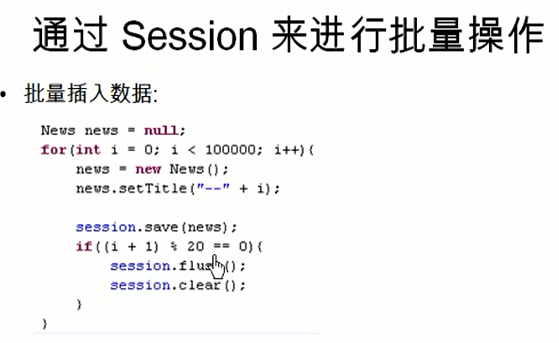 通过 Session 来进行批量操作
• 批量插入数据:
News news = null;
for(int i = 0; i < 100000; i++){
news = new News();
news.setTitle("--" + i);
session.save(news);
if((i + 1) % 20 == 0){
session.flush();
session.clear();
}
}